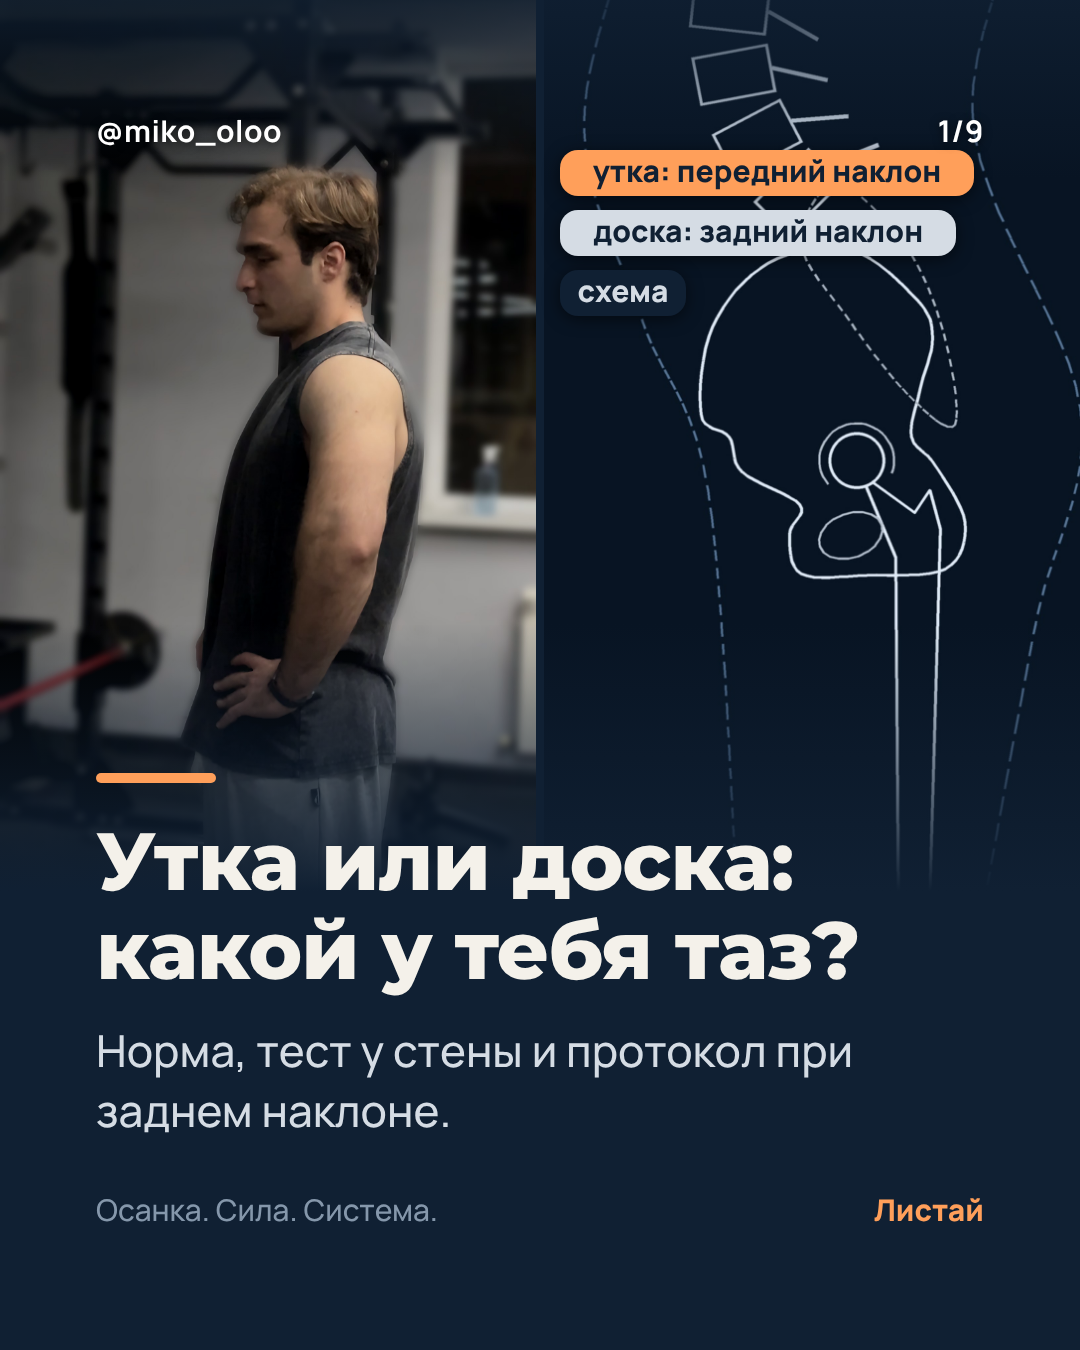 @miko_oloo
1/9
утка: передний наклон
доска: задний наклон
схема
Утка или доска:
какой у тебя таз?
Норма, тест у стены и протокол при
заднем наклоне.
Осанка. Сила. Система.
Листай